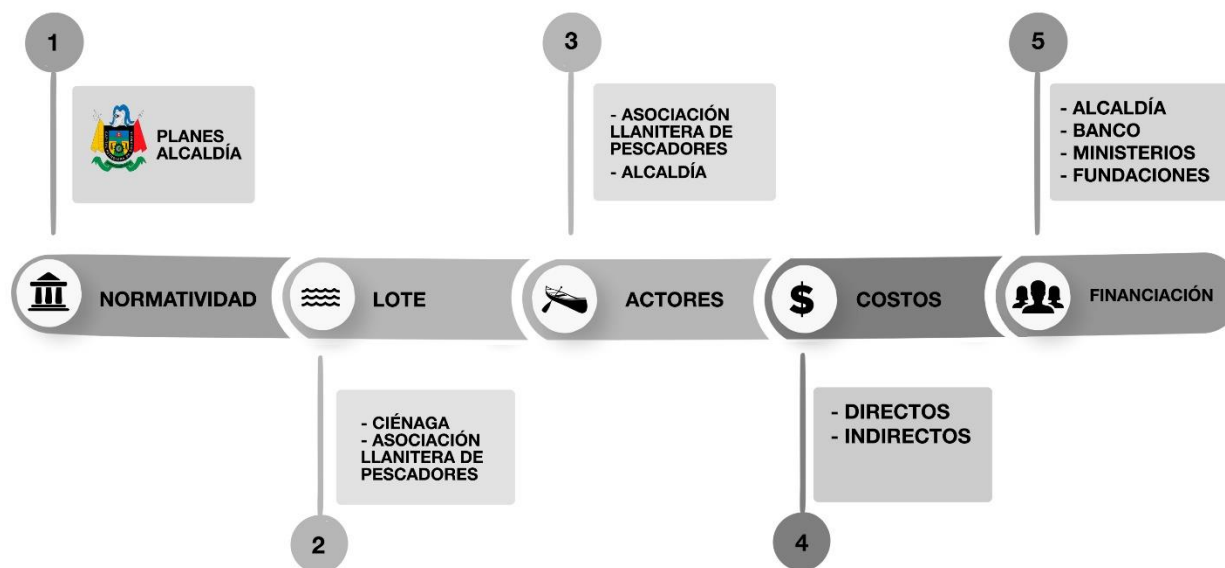 1
PLANES
ALCALDÍA
3
- ASOCIACIÓN
LLANITERA DE
PESCADORES
- ALCALDÍA
5
- ALCALDÍA
- BANCO
- MINISTERIOS
- FUNDACIONES
NORMATIVIDAD
LOTE
ACTORES
$
COSTOS
FINANCIACIÓN
- CIÉNAGA
- ASOCIACIÓN
LLANITERA DE
PESCADORES
2
- DIRECTOS
- INDIRECTOS
4